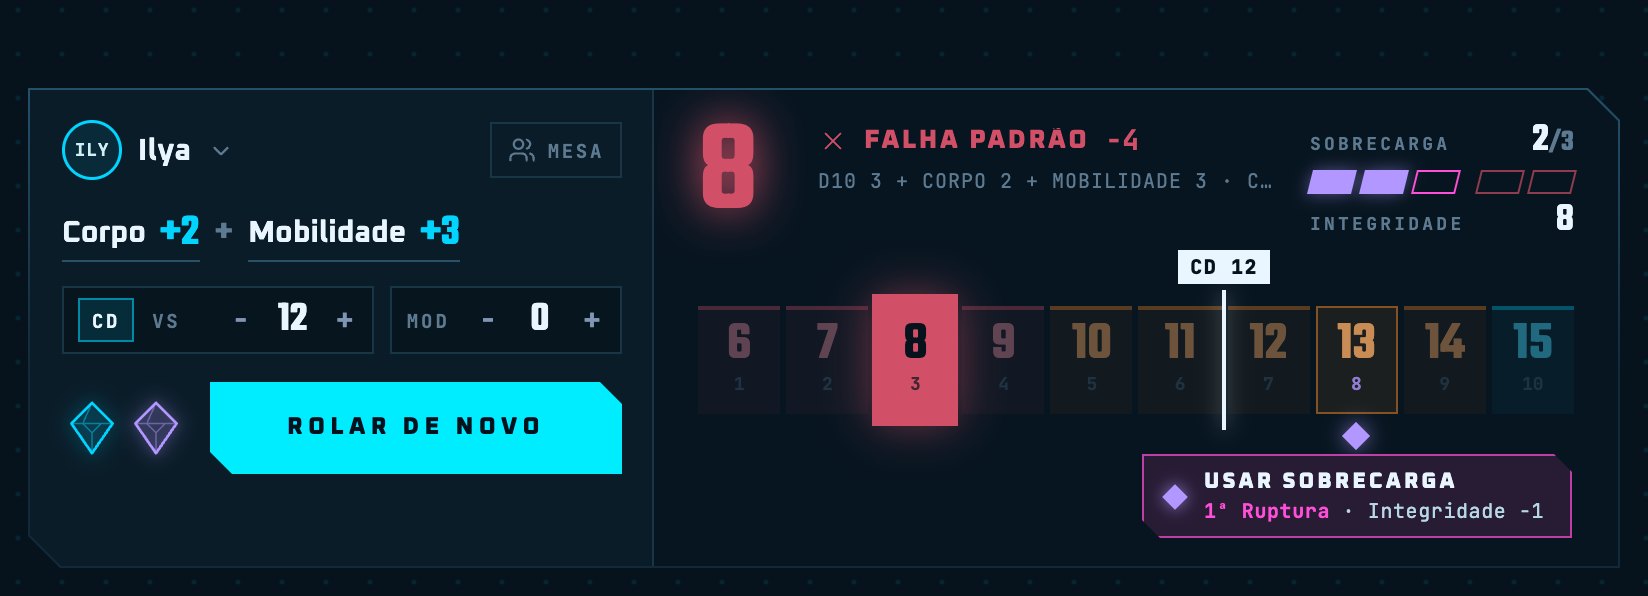 ILY Ilya MESA
Corpo +2 + Mobilidade +3
CD VS - 12 + MOD - 0 +
ROLAR DE NOVO
8
× FALHA PADRÃO -4
D10 3 + CORPO 2 + MOBILIDADE 3 · C…
SOBRECARGA 2/3
INTEGRIDADE 8
CD 12
6 7 8 9 10 11 12 13 14 15
1 2 3 4 5 6 7 8 9 10
USAR SOBRECARGA
1ª Ruptura · Integridade -1